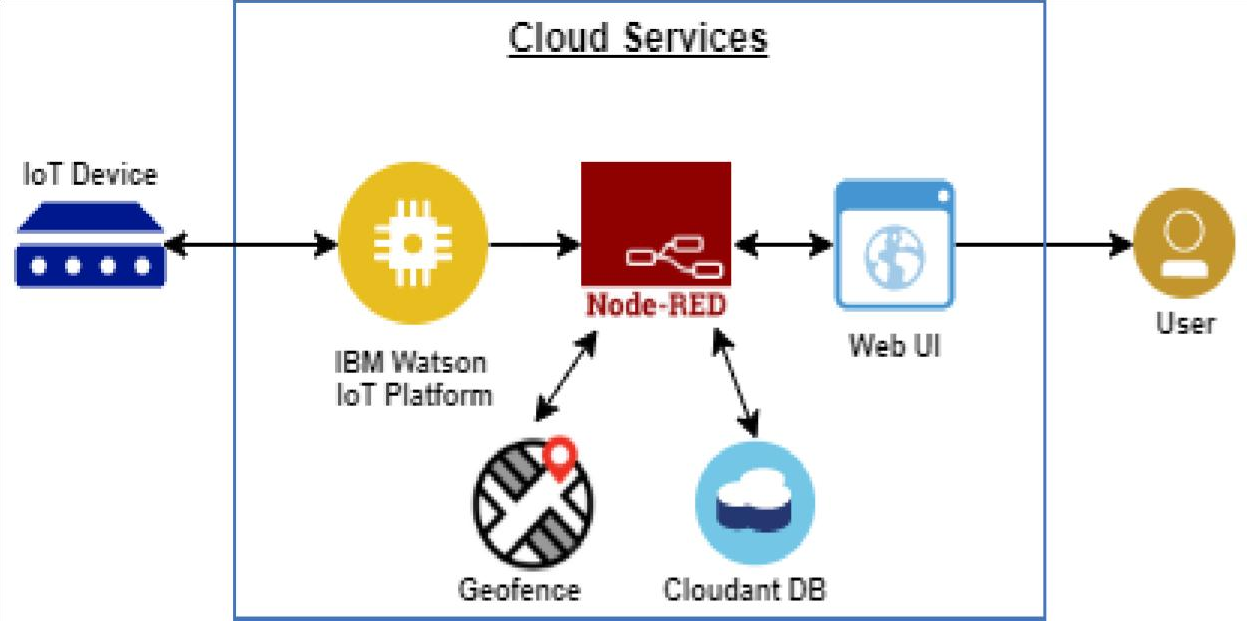 Cloud Services
IoT Device
Node-RED
IBM Watson
IoT Platform
Web UI
User
Geofence
Cloudant DB